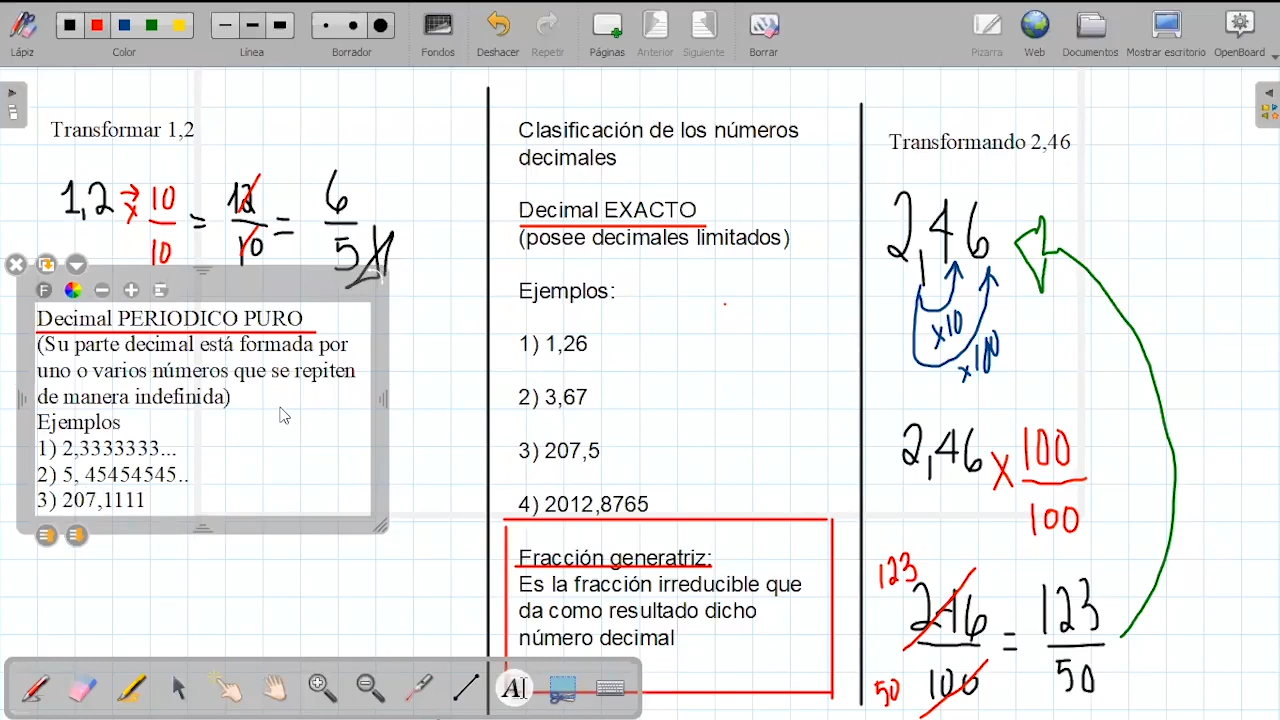 Lápiz
Color
Línea
Borrador
Fondos
Deshacer
Repetir
Páginas
Anterior
Siguiente
Borrar
Pizarra
Web
Documentos
Mostrar escritorio
OpenBoard
Transformar 1,2
1,2 x 10/10 = 12/10 = 6/5
F
Decimal PERIODICO PURO
(Su parte decimal está formada por
uno o varios números que se repiten
de manera indefinida)
Ejemplos
1) 2,3333333...
2) 5, 45454545..
3) 207,1111
Clasificación de los números
decimales
Decimal EXACTO
(posee decimales limitados)
Ejemplos:
1) 1,26
2) 3,67
3) 207,5
4) 2012,8765
Fracción generatriz:
Es la fracción irreducible que
da como resultado dicho
número decimal
Transformando 2,46
2,46
x10
x100
2,46 x 100/100
123
246/100 = 123/50
50
AI